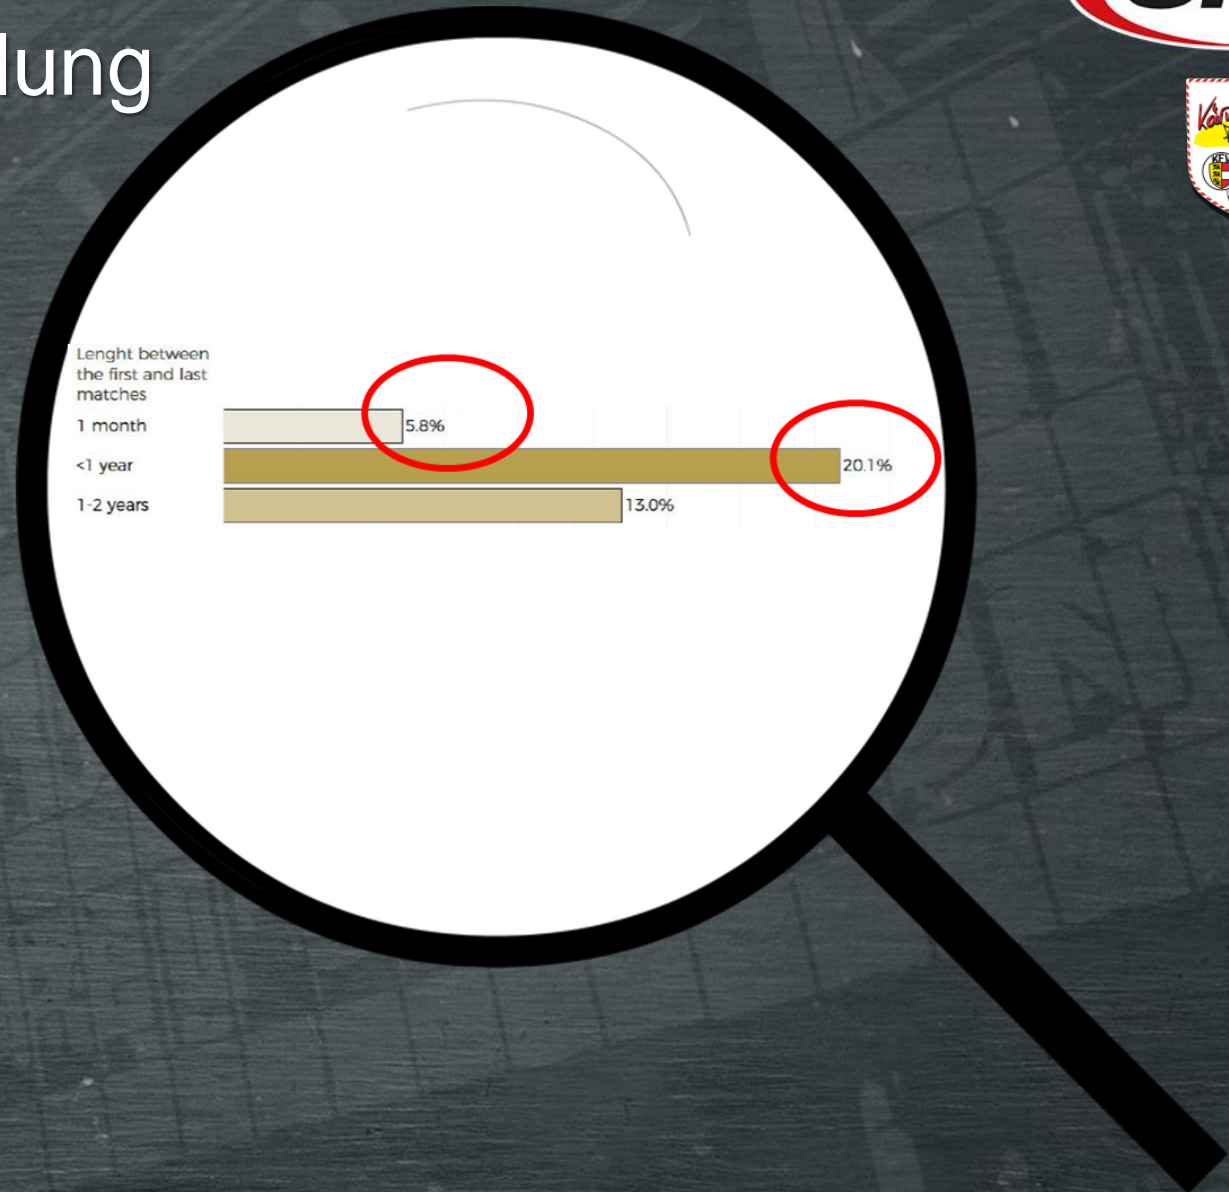 Lenght between
the first and last
matches
1 month 5.8%
<1 year 20.1%
1-2 years 13.0%